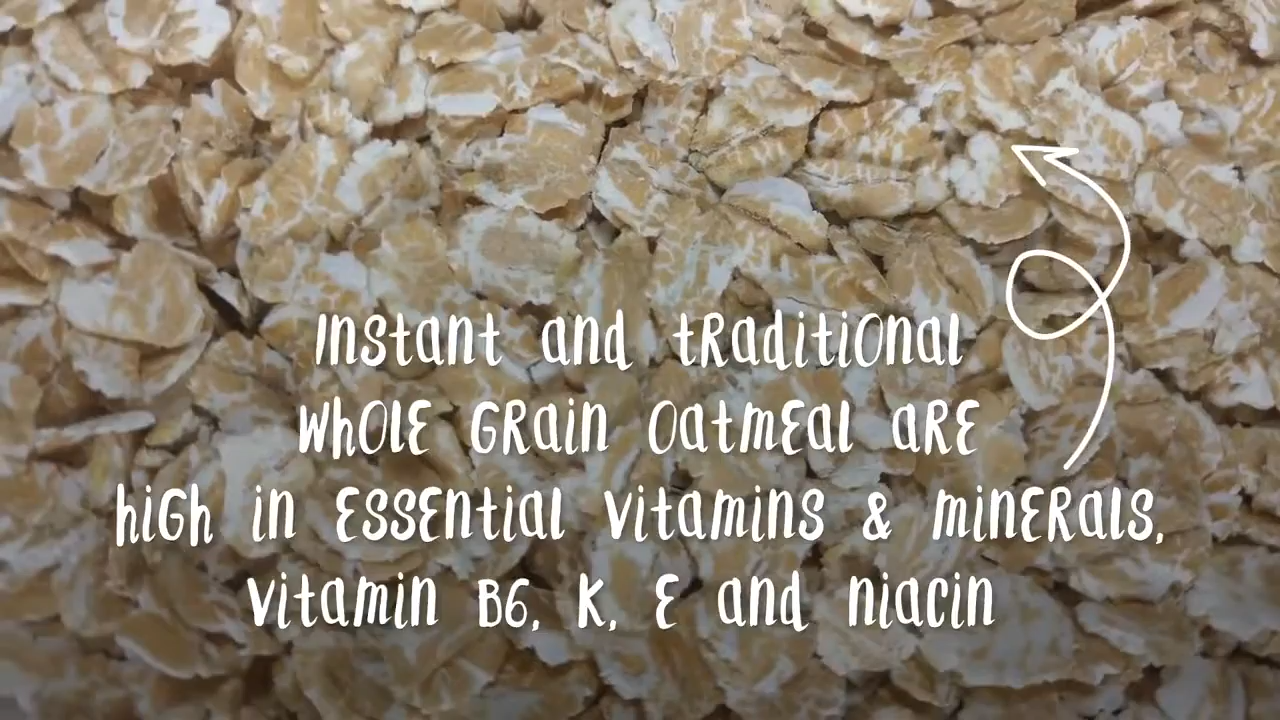 Instant and traditional
whole grain oatmeal are
high in essential vitamins & minerals,
vitamin B6, K, E and niacin